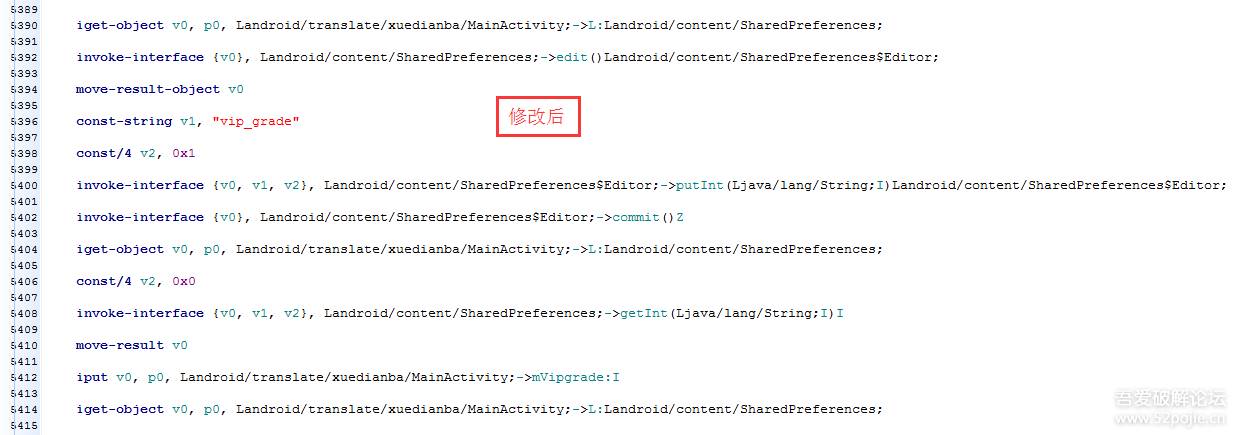 5389
5390 iget-object v0, p0, Landroid/translate/xuedianba/MainActivity;->L:Landroid/content/SharedPreferences;
5391
5392 invoke-interface {v0}, Landroid/content/SharedPreferences;->edit()Landroid/content/SharedPreferences$Editor;
5393
5394 move-result-object v0
5395
5396 const-string v1, "vip_grade"
修改后
5397
5398 const/4 v2, 0x1
5399
5400 invoke-interface {v0, v1, v2}, Landroid/content/SharedPreferences$Editor;->putInt(Ljava/lang/String;I)Landroid/content/SharedPreferences$Editor;
5401
5402 invoke-interface {v0}, Landroid/content/SharedPreferences$Editor;->commit()Z
5403
5404 iget-object v0, p0, Landroid/translate/xuedianba/MainActivity;->L:Landroid/content/SharedPreferences;
5405
5406 const/4 v2, 0x0
5407
5408 invoke-interface {v0, v1, v2}, Landroid/content/SharedPreferences;->getInt(Ljava/lang/String;I)I
5409
5410 move-result v0
5411
5412 iput v0, p0, Landroid/translate/xuedianba/MainActivity;->mVipgrade:I
5413
5414 iget-object v0, p0, Landroid/translate/xuedianba/MainActivity;->L:Landroid/content/SharedPreferences;
5415
吾爱破解论坛
www.52pojie.cn